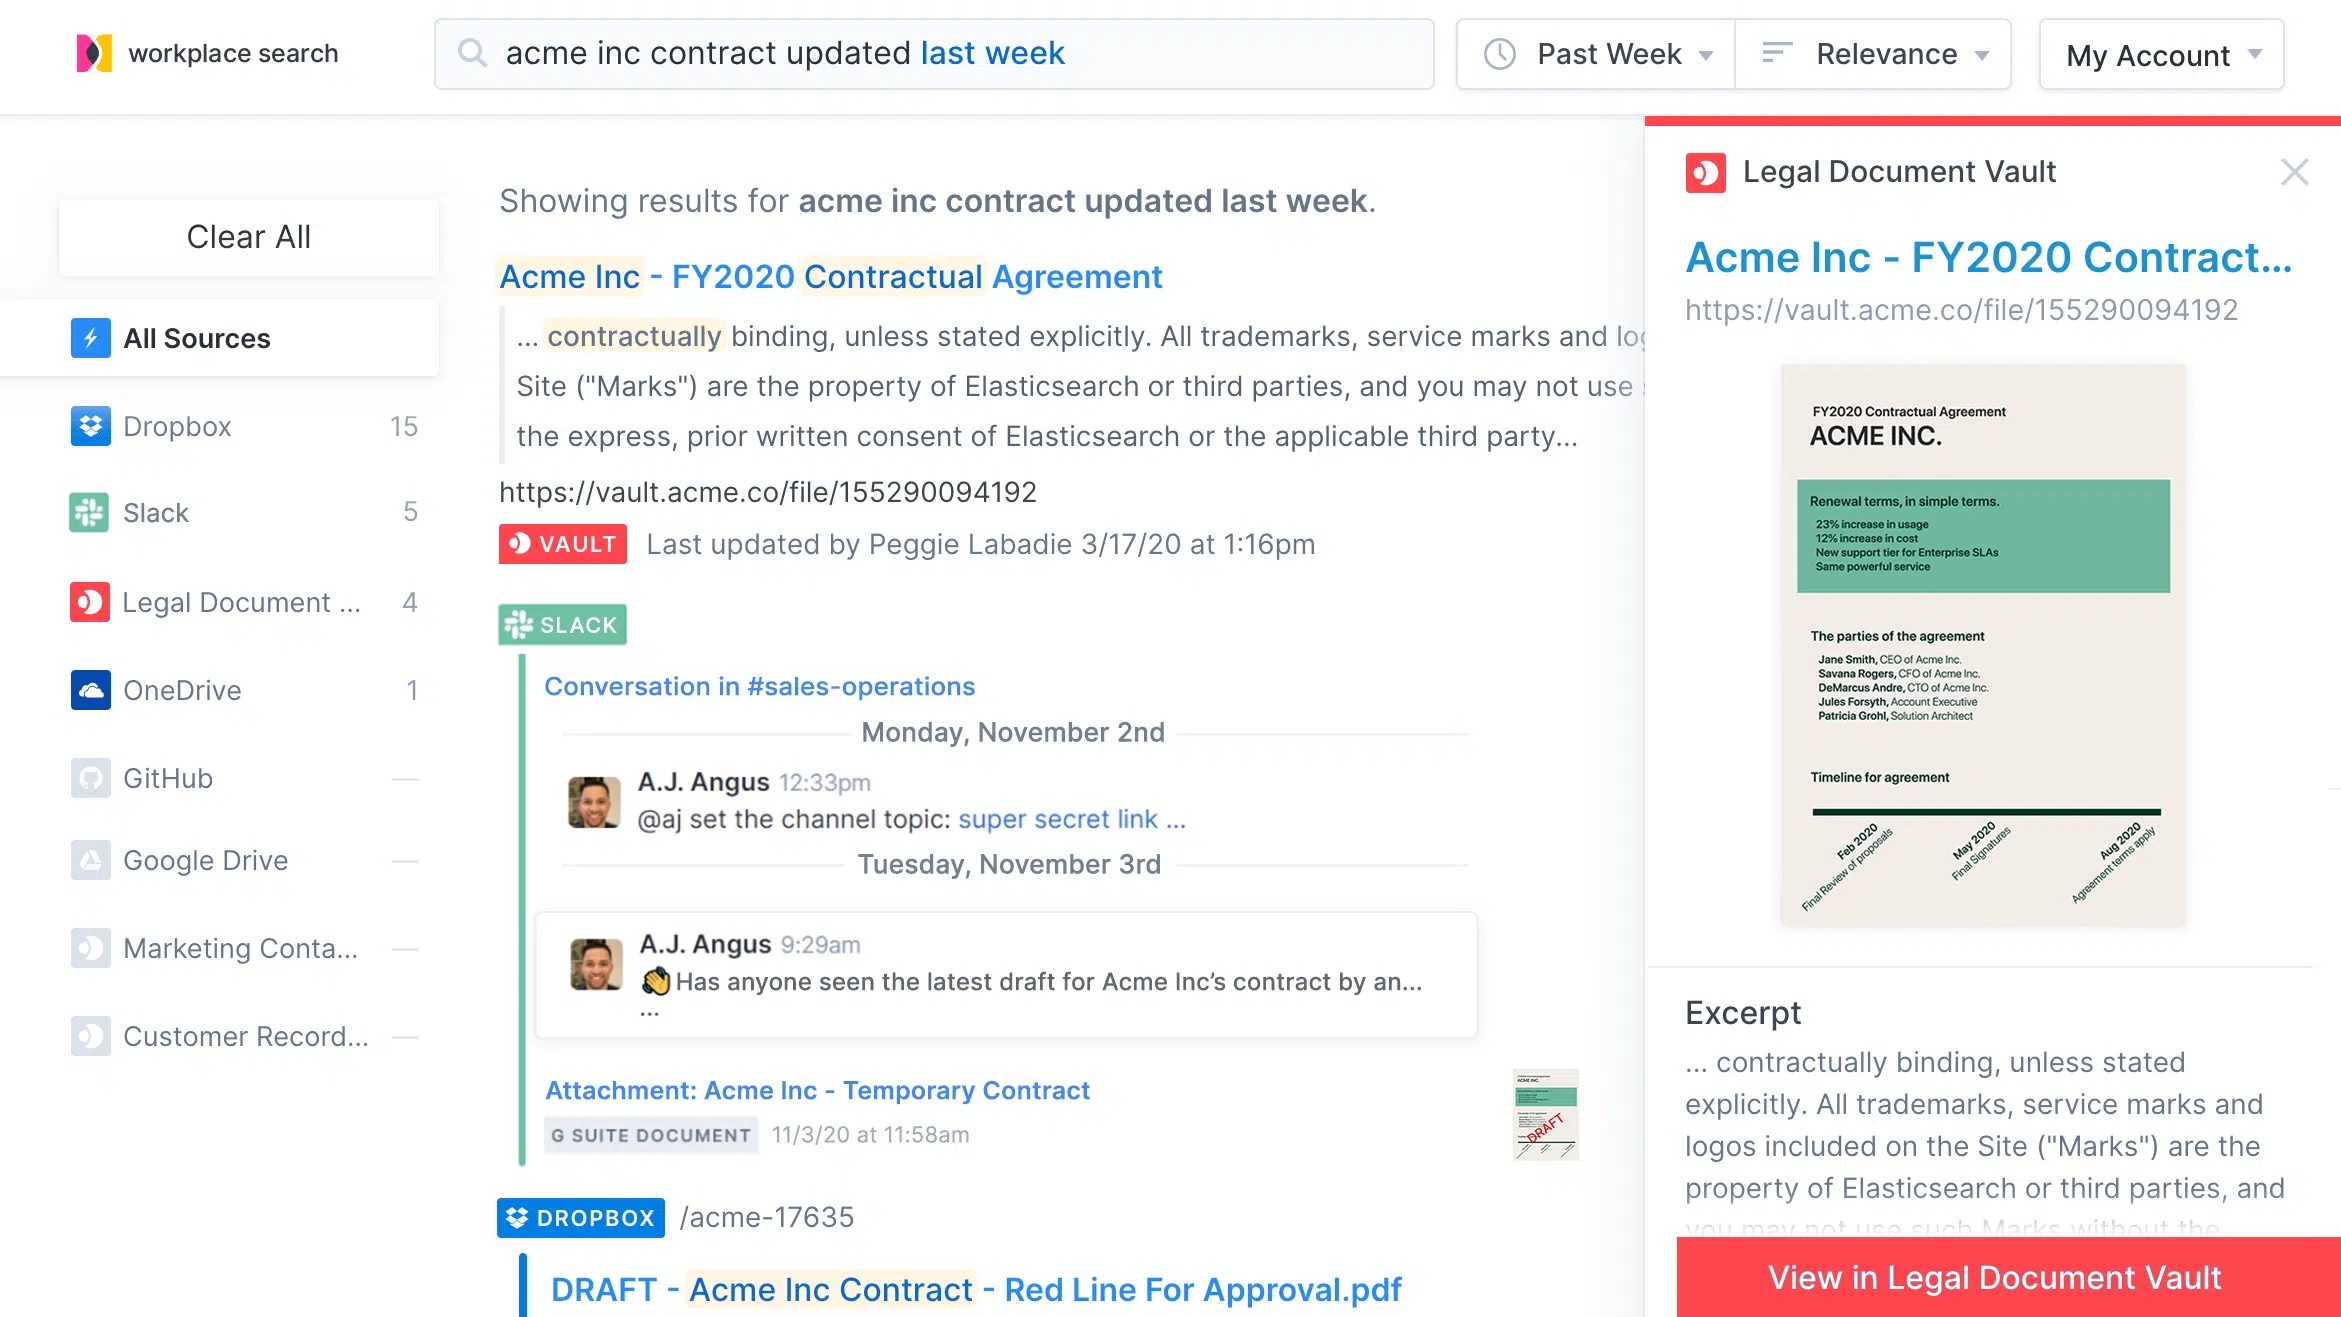 workplace search
acme inc contract updated last week
Past Week
Relevance
My Account
Clear All
All Sources
Dropbox 15
Slack 5
Legal Document ... 4
OneDrive 1
GitHub —
Google Drive —
Marketing Conta... —
Customer Record... —
Showing results for acme inc contract updated last week.
Acme Inc - FY2020 Contractual Agreement
... contractually binding, unless stated explicitly. All trademarks, service marks and
Site ("Marks") are the property of Elasticsearch or third parties, and you may not use
the express, prior written consent of Elasticsearch or the applicable third party...
https://vault.acme.co/file/155290094192
VAULT Last updated by Peggie Labadie 3/17/20 at 1:16pm
SLACK
Conversation in #sales-operations
Monday, November 2nd
A.J. Angus 12:33pm
@aj set the channel topic: super secret link ...
Tuesday, November 3rd
A.J. Angus 9:29am
👏Has anyone seen the latest draft for Acme Inc’s contract by an...
...
Attachment: Acme Inc - Temporary Contract
G SUITE DOCUMENT 11/3/20 at 11:58am
ACME INC.
DRAFT
DROPBOX /acme-17635
DRAFT - Acme Inc Contract - Red Line For Approval.pdf
Legal Document Vault
Acme Inc - FY2020 Contract...
https://vault.acme.co/file/155290094192
FY2020 Contractual Agreement
ACME INC.
Renewal terms, in simple terms.
23% increase in usage
12% increase in cost
New support tier for Enterprise SLAs
Same powerful service
The parties of the agreement
Jane Smith, CEO of Acme Inc.
Savana Rogers, CFO of Acme Inc.
DeMarcus Andre, CTO of Acme Inc.
Jules Forsyth, Account Executive
Patricia Grohl, Solution Architect
Timeline for agreement
Feb 2020
Final Review of proposals
May 2020
Final Signatures
Aug 2020
Agreement terms apply
Excerpt
... contractually binding, unless stated
explicitly. All trademarks, service marks and
logos included on the Site ("Marks") are the
property of Elasticsearch or third parties, and
you may not use such Marks without the
View in Legal Document Vault